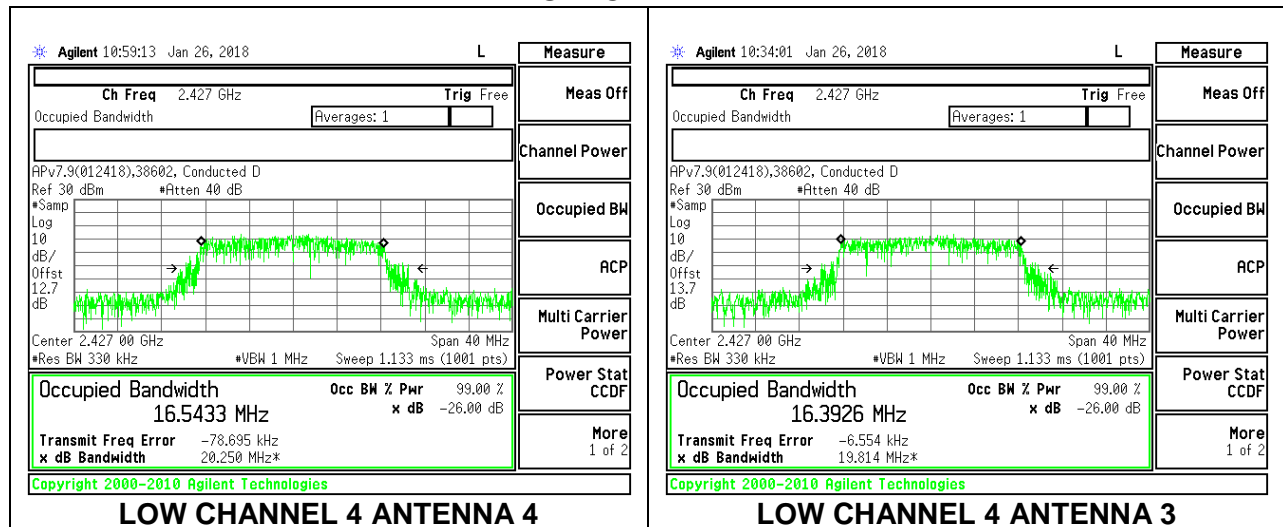 Agilent 10:59:13 Jan 26, 2018 L Measure
Ch Freq 2.427 GHz Trig Free
Occupied Bandwidth Averages: 1
Meas Off
Channel Power
Occupied BW
ACP
Multi Carrier
Power
Power Stat
CCDF
More
1 of 2
APv7.9(012418),38602, Conducted D
Ref 30 dBm #Atten 40 dB
#Samp
Log
10
dB/
Offst
12.7
dB
Center 2.427 00 GHz Span 40 MHz
#Res BW 330 kHz #VBW 1 MHz Sweep 1.133 ms (1001 pts)
Occupied Bandwidth Occ BW % Pwr 99.00 %
16.5433 MHz x dB -26.00 dB
Transmit Freq Error -78.695 kHz
x dB Bandwidth 20.250 MHz*
Copyright 2000-2010 Agilent Technologies
LOW CHANNEL 4 ANTENNA 4
Agilent 10:34:01 Jan 26, 2018 L Measure
Ch Freq 2.427 GHz Trig Free
Occupied Bandwidth Averages: 1
Meas Off
Channel Power
Occupied BW
ACP
Multi Carrier
Power
Power Stat
CCDF
More
1 of 2
APv7.9(012418),38602, Conducted D
Ref 30 dBm #Atten 40 dB
#Samp
Log
10
dB/
Offst
13.7
dB
Center 2.427 00 GHz Span 40 MHz
#Res BW 330 kHz #VBW 1 MHz Sweep 1.133 ms (1001 pts)
Occupied Bandwidth Occ BW % Pwr 99.00 %
16.3926 MHz x dB -26.00 dB
Transmit Freq Error -6.554 kHz
x dB Bandwidth 19.814 MHz*
Copyright 2000-2010 Agilent Technologies
LOW CHANNEL 4 ANTENNA 3